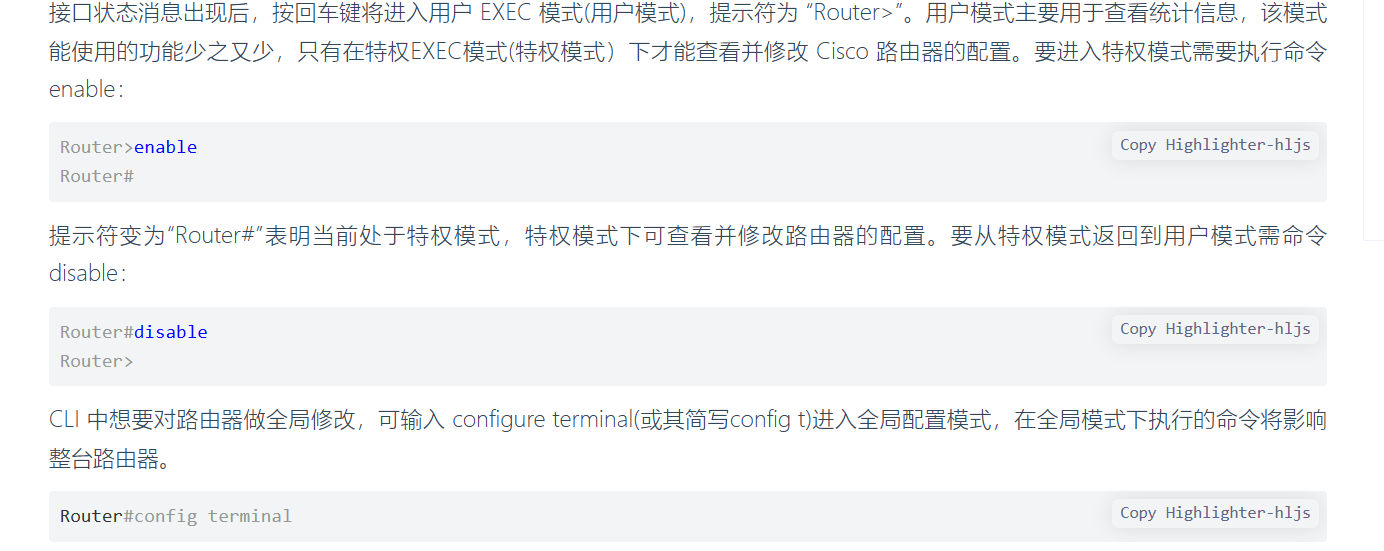 接口状态消息出现后，按回车键将进入用户 EXEC 模式(用户模式)，提示符为 “Router>”。用户模式主要用于查看统计信息，该模式
能使用的功能少之又少，只有在特权EXEC模式(特权模式）下才能查看并修改 Cisco 路由器的配置。要进入特权模式需要执行命令
enable：
Router>enable
Copy Highlighter-hljs
Router#
提示符变为“Router#”表明当前处于特权模式，特权模式下可查看并修改路由器的配置。要从特权模式返回到用户模式需命令
disable：
Router#disable
Copy Highlighter-hljs
Router>
CLI 中想要对路由器做全局修改，可输入 configure terminal(或其简写config t)进入全局配置模式，在全局模式下执行的命令将影响
整台路由器。
Router#config terminal
Copy Highlighter-hljs